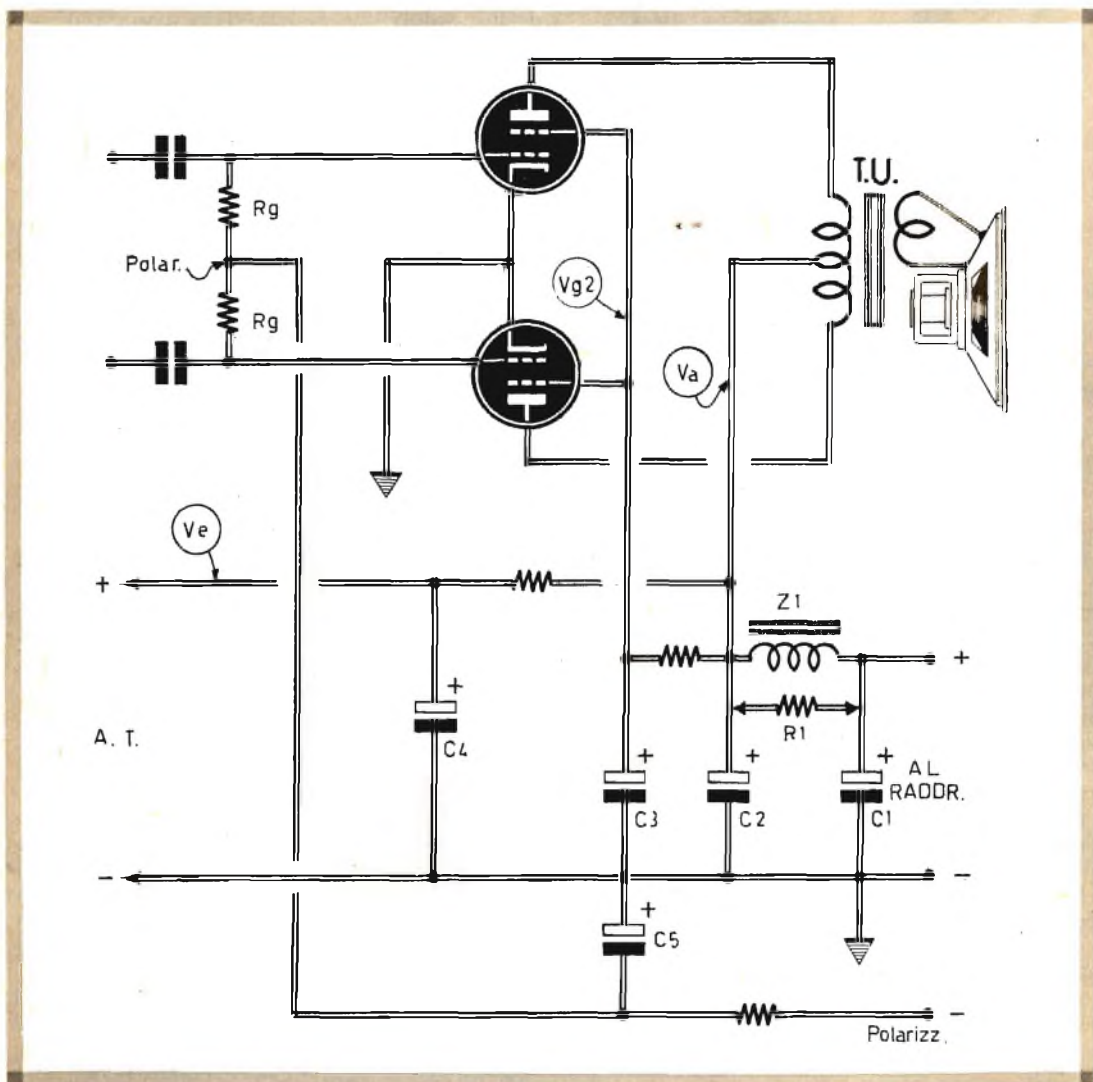 T.U.
Rg
Polar.
Vg2
Rg
Va
Ve
+
Z1
+
+
R1
A. T.
C4
+
+
+
AL
RADDR.
C3
C2
C1
-
-
+
C5
-
Polarizz.